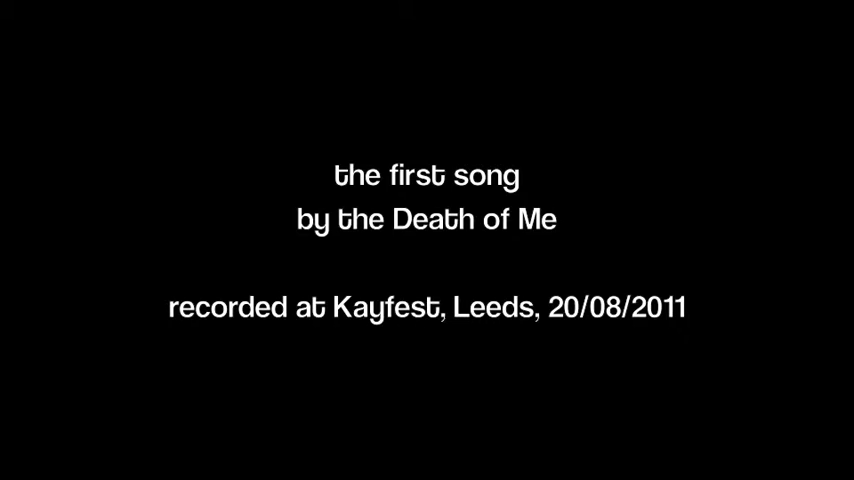 the first song
by the Death of Me
recorded at Kayfest, Leeds, 20/08/2011